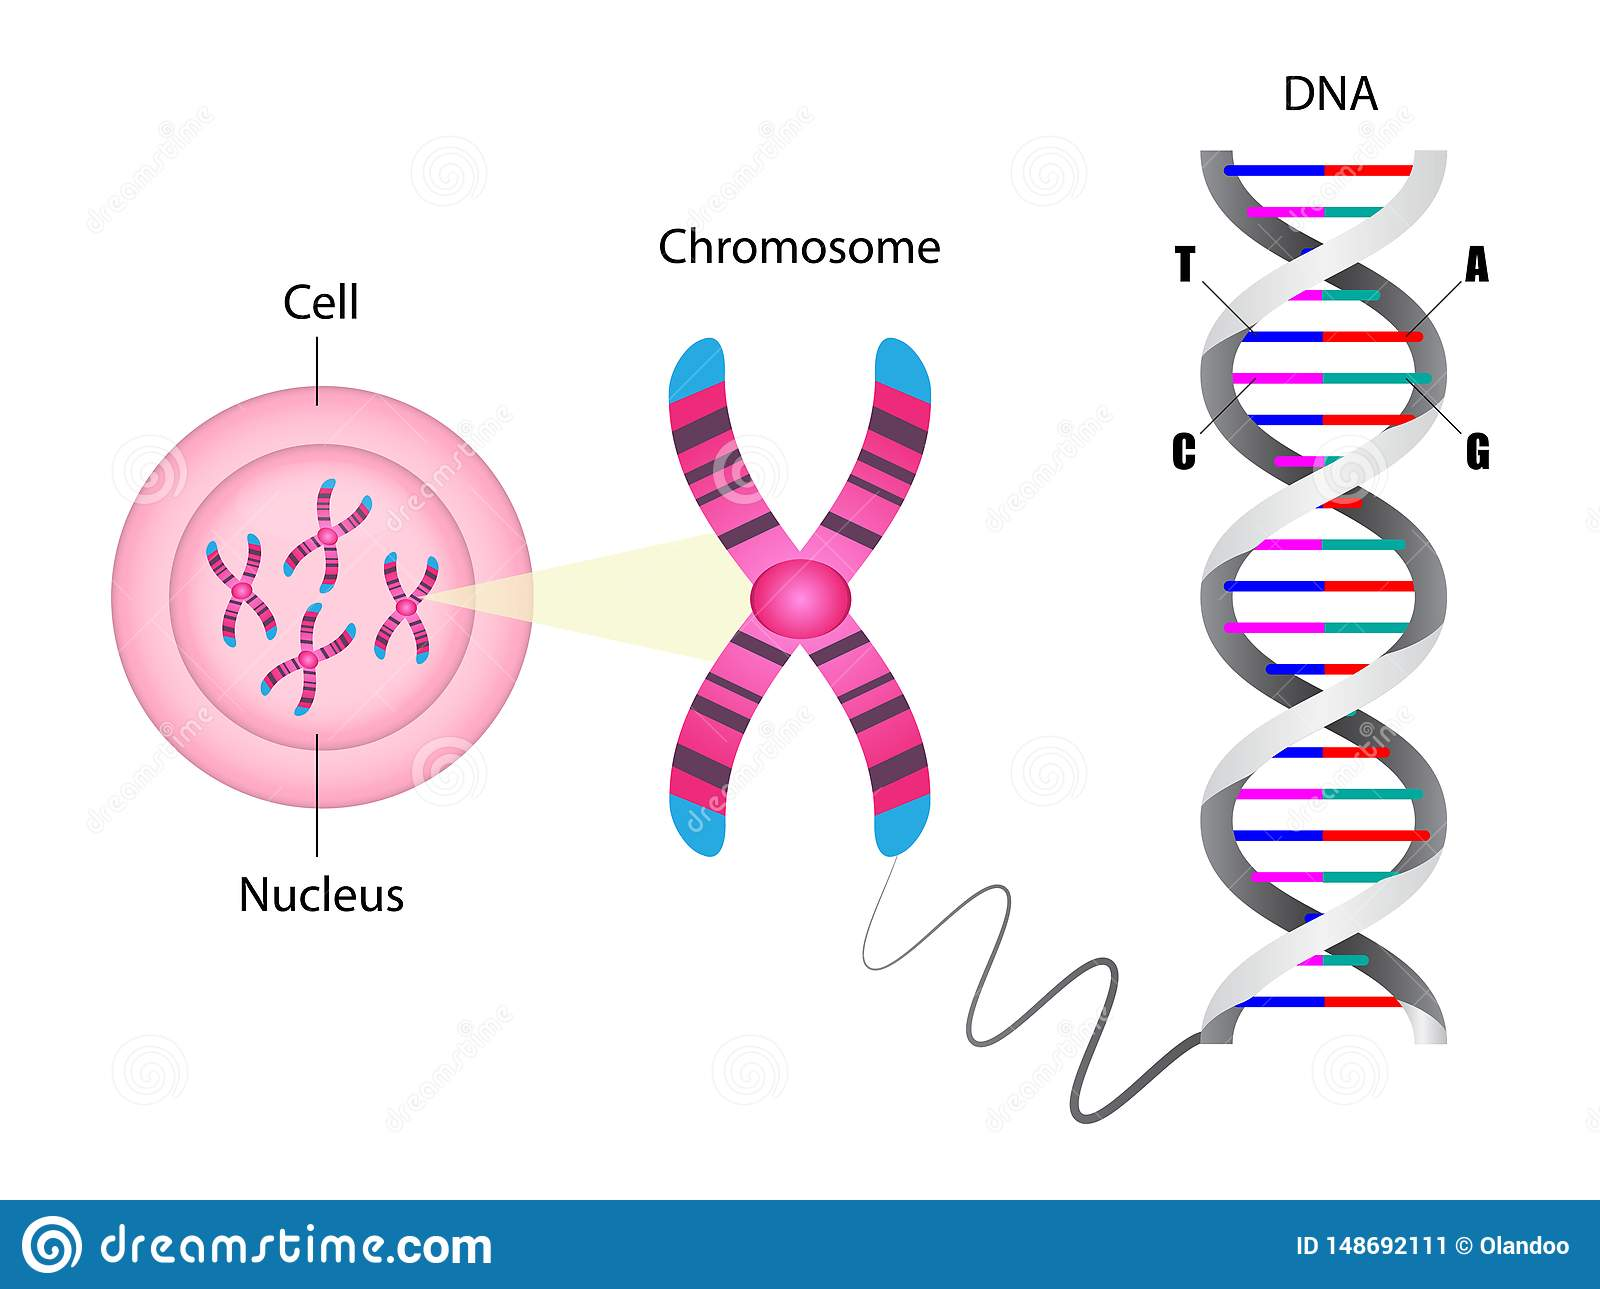 DNA
Chromosome
Cell
T
A
C
G
Nucleus
dreamstime.com
ID 148692111 © Olandoo